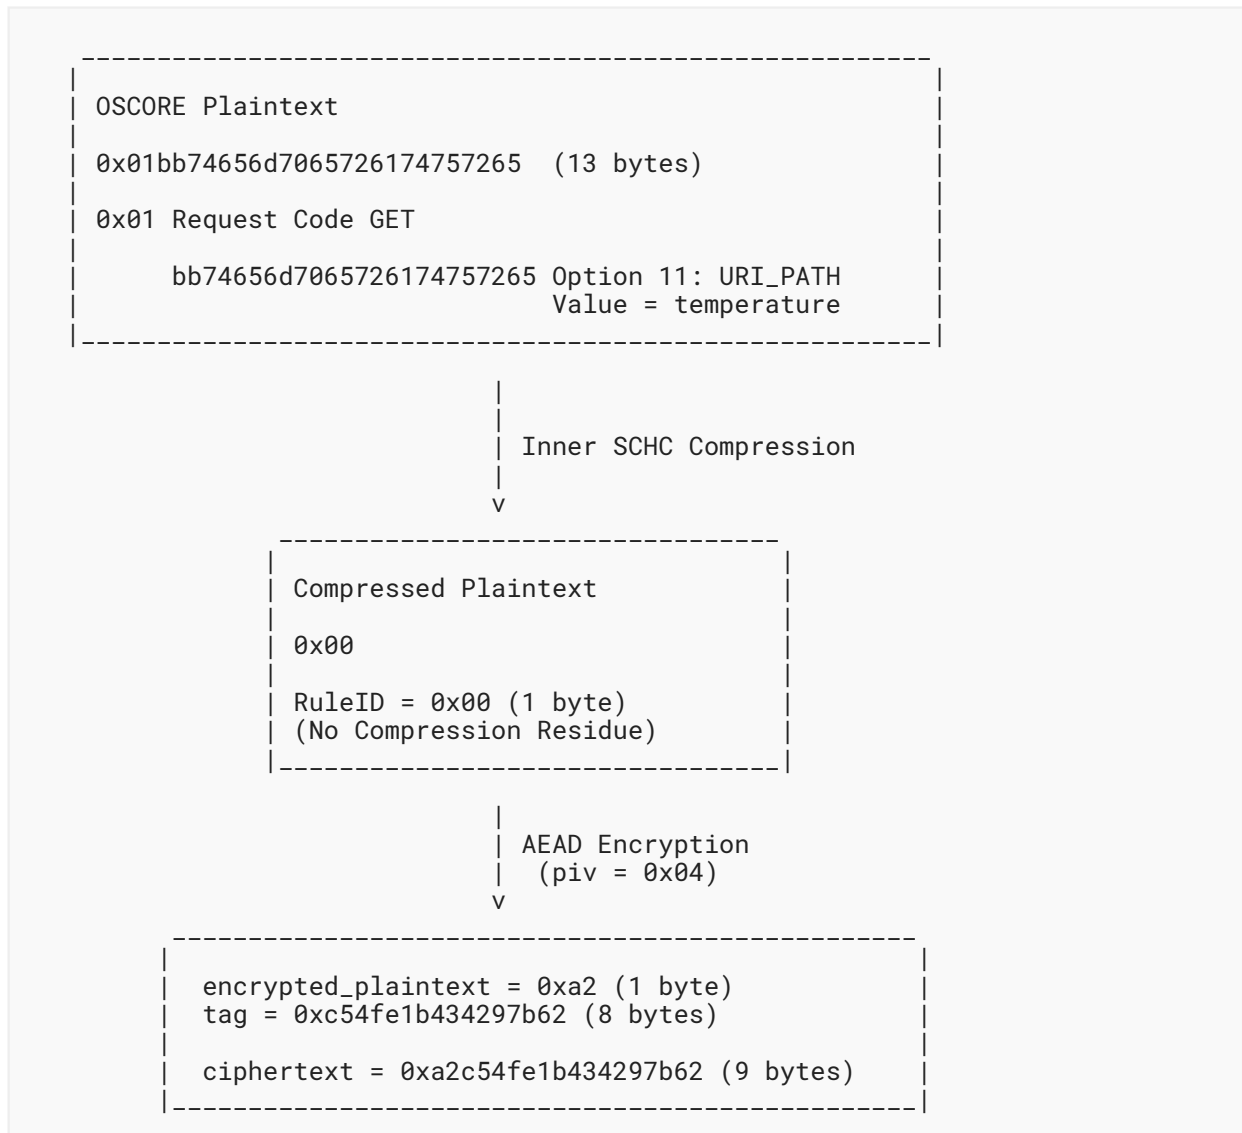 OSCORE Plaintext
0x01bb74656d7065726174757265  (13 bytes)
0x01 Request Code GET
bb74656d7065726174757265 Option 11: URI_PATH
Value = temperature
Inner SCHC Compression
v
Compressed Plaintext
0x00
RuleID = 0x00 (1 byte)
(No Compression Residue)
AEAD Encryption
(piv = 0x04)
v
encrypted_plaintext = 0xa2 (1 byte)
tag = 0xc54fe1b434297b62 (8 bytes)
ciphertext = 0xa2c54fe1b434297b62 (9 bytes)